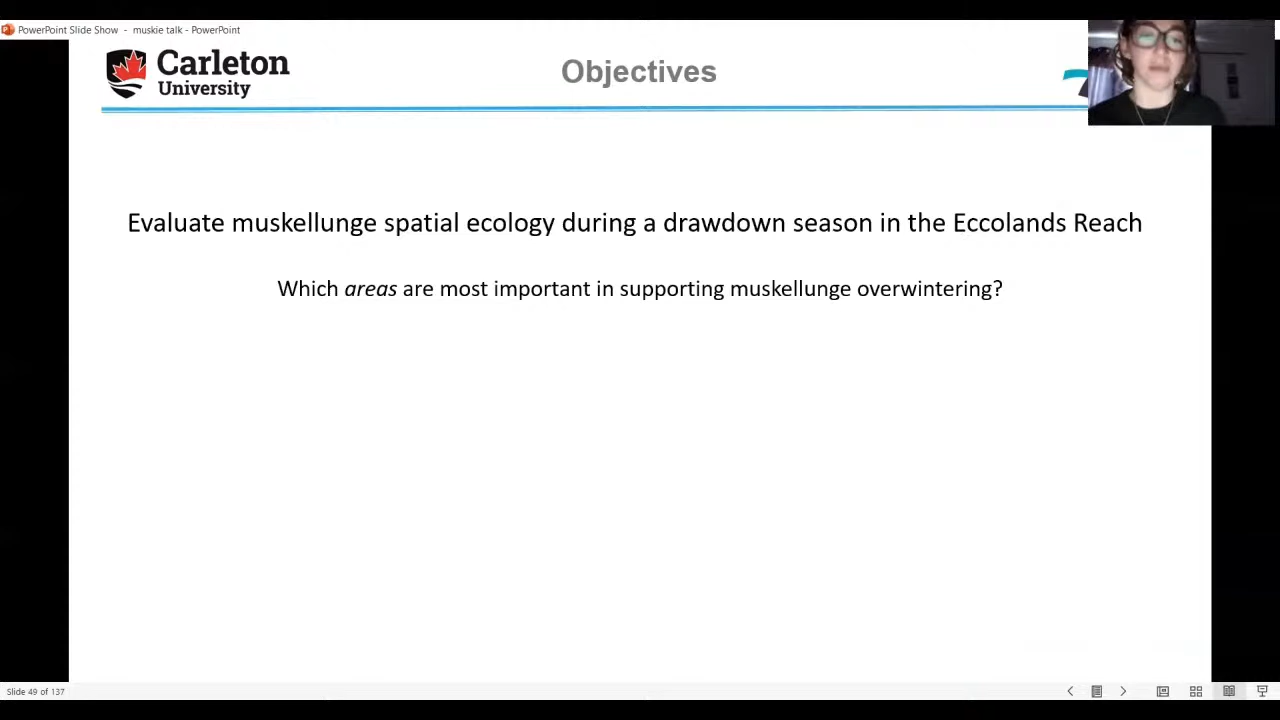 PowerPoint Slide Show - muskie talk - PowerPoint
Carleton
University
Objectives
Evaluate muskellunge spatial ecology during a drawdown season in the Eccolands Reach
Which areas are most important in supporting muskellunge overwintering?
Slide 49 of 137